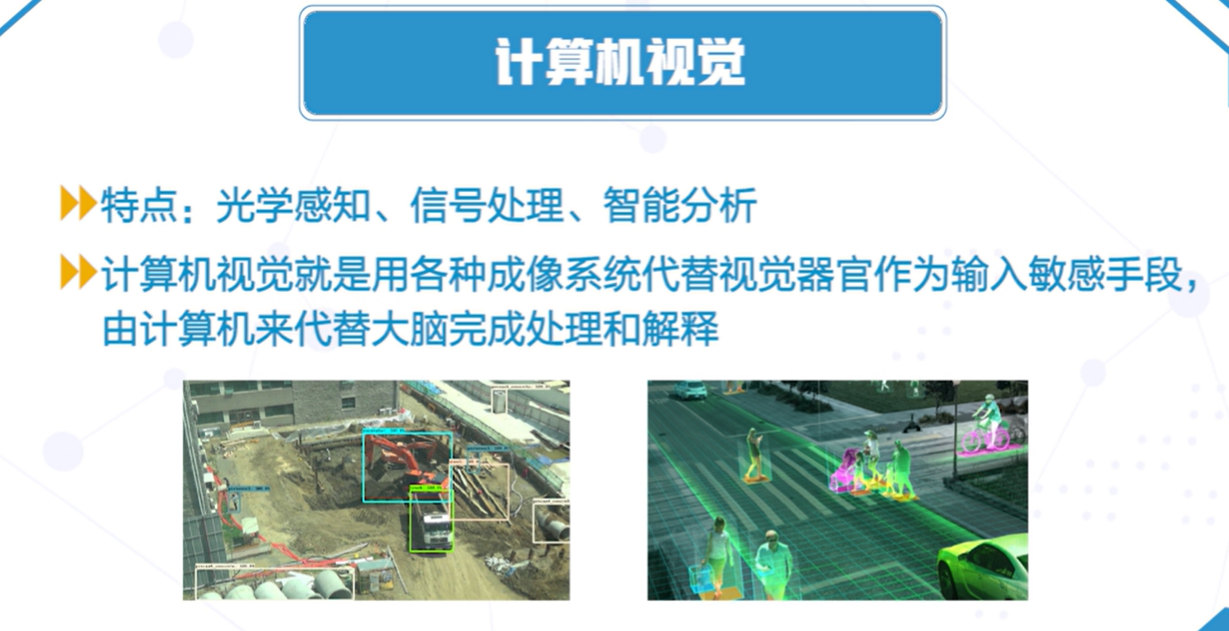 计算机视觉
特点：光学感知、信号处理、智能分析
计算机视觉就是用各种成像系统代替视觉器官作为输入敏感手段，
由计算机来代替大脑完成处理和解释